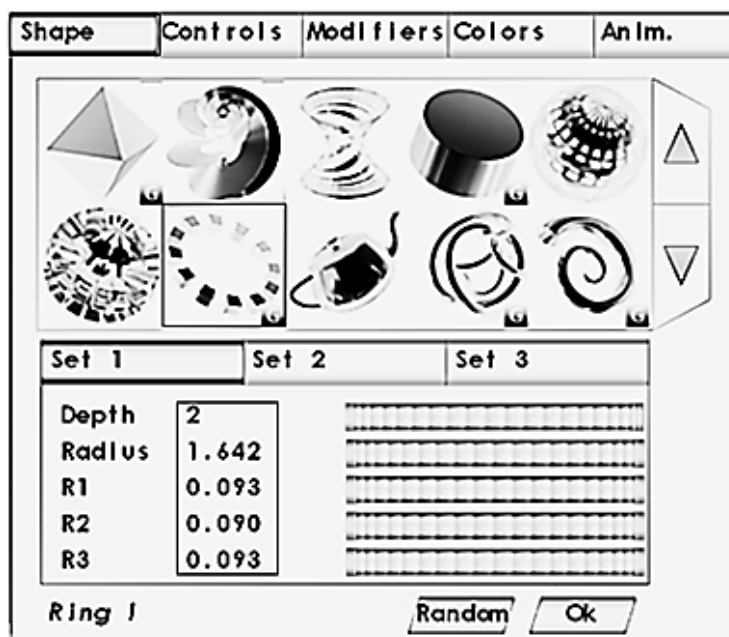 Shape Controls Modifiers Colors Anim.
G G
G G G
Set 1 Set 2 Set 3
Depth 2
Radius 1.642
R1 0.093
R2 0.090
R3 0.093
Ring 1 Random Ok